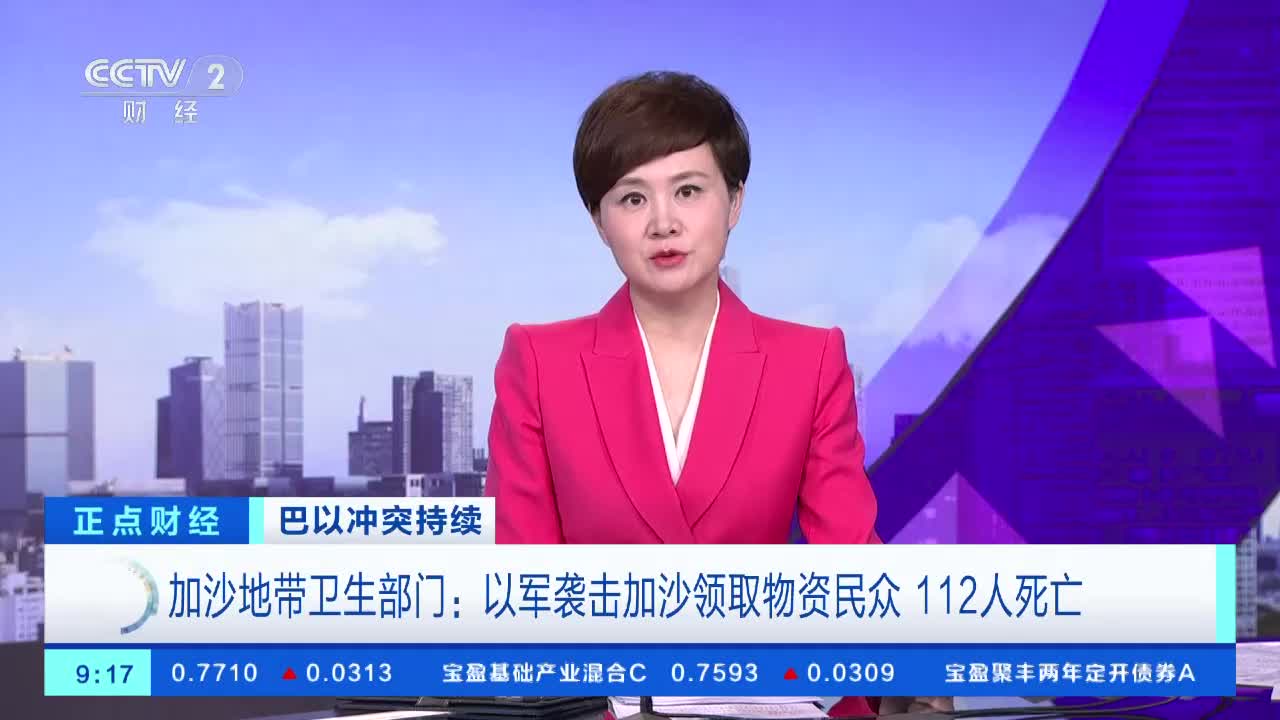 CCTV 2
财 经
正点财经 巴以冲突持续
加沙地带卫生部门：以军袭击加沙领取物资民众 112人死亡
9:17 0.7710 ▲0.0313 宝盈基础产业混合C 0.7593 ▲0.0309 宝盈聚丰两年定开债券A